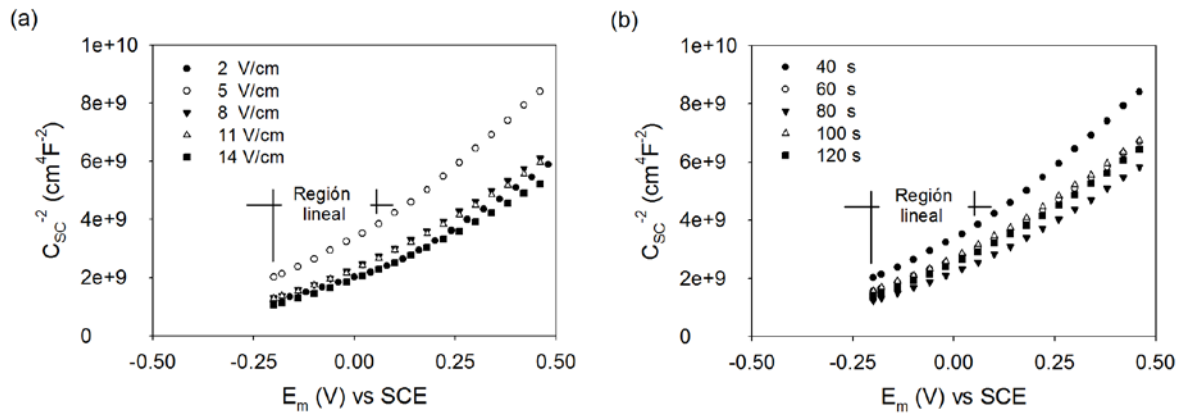 (a)
1e+10
8e+9
6e+9
4e+9
2e+9
0
C_SC^-2 (cm^4F^-2)
2 V/cm
5 V/cm
8 V/cm
11 V/cm
14 V/cm
Región
lineal
-0.50 -0.25 0.00 0.25 0.50
E_m (V) vs SCE
(b)
1e+10
8e+9
6e+9
4e+9
2e+9
0
C_SC^-2 (cm^4F^-2)
40 s
60 s
80 s
100 s
120 s
Región
lineal
-0.50 -0.25 0.00 0.25 0.50
E_m (V) vs SCE